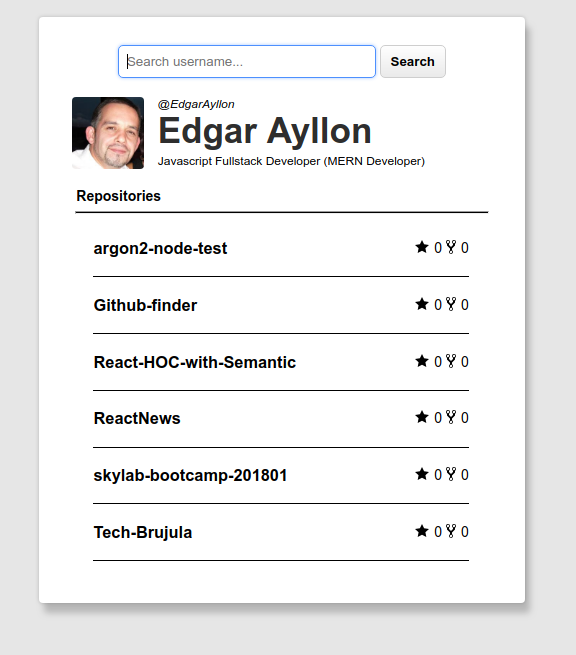 Search username...
Search
@EdgarAyllon
Edgar Ayllon
Javascript Fullstack Developer (MERN Developer)
Repositories
argon2-node-test 0 0
Github-finder 0 0
React-HOC-with-Semantic 0 0
ReactNews 0 0
skylab-bootcamp-201801 0 0
Tech-Brujula 0 0